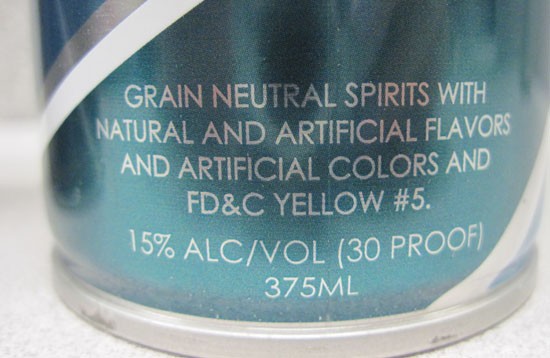 GRAIN NEUTRAL SPIRITS WITH
NATURAL AND ARTIFICIAL FLAVORS
AND ARTIFICIAL COLORS AND
FD&C YELLOW #5.
15% ALC/VOL (30 PROOF)
375ML